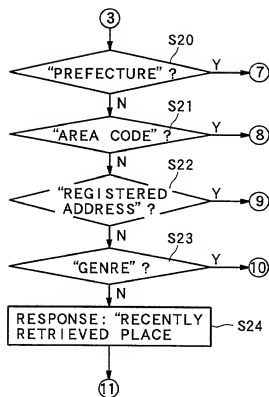 3
S20
"PREFECTURE" ?
Y
7
N
S21
"AREA CODE" ?
Y
8
N
S22
"REGISTERED
ADDRESS" ?
Y
9
N
S23
"GENRE" ?
Y
10
N
RESPONSE: "RECENTLY
RETRIEVED PLACE
S24
11